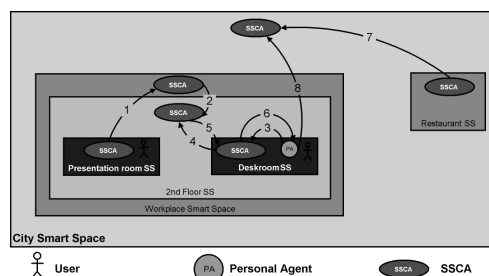 SSCA
7
SSCA
SSCA
Restaurant SS
8
1
2
SSCA
6
3
5
4
SSCA
SSCA
PA
Presentation room SS
Deskroom SS
2nd Floor SS
Workplace Smart Space
City Smart Space
User
PA
Personal Agent
SSCA
SSCA